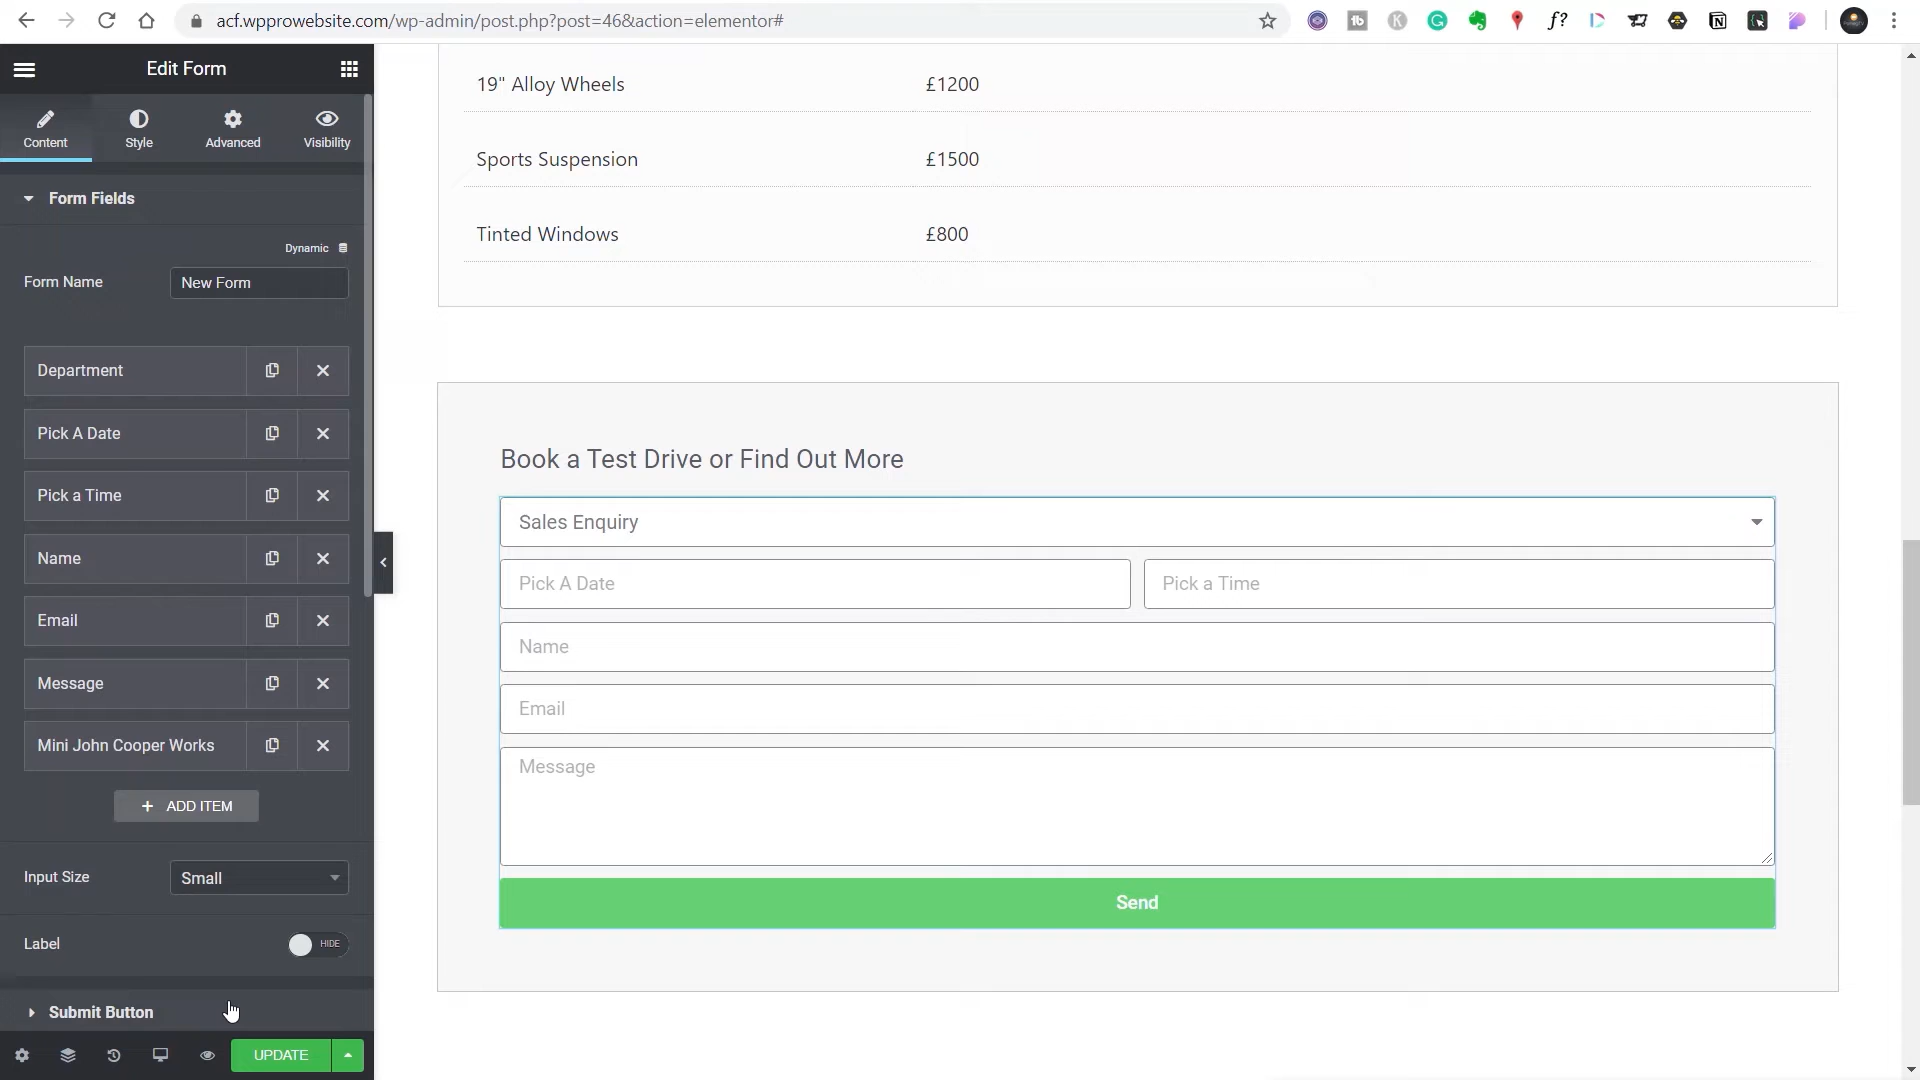 acf.wpprowebsite.com/wp-admin/post.php?post=46&action=elementor#
Edit Form
Content
Style
Advanced
Visibility
Form Fields
Dynamic
Form Name
New Form
Department
Pick A Date
Pick a Time
Name
Email
Message
Mini John Cooper Works
+ ADD ITEM
Input Size
Small
Label
HIDE
Submit Button
UPDATE
19" Alloy Wheels
£1200
Sports Suspension
£1500
Tinted Windows
£800
Book a Test Drive or Find Out More
Sales Enquiry
Pick A Date
Pick a Time
Name
Email
Message
Send